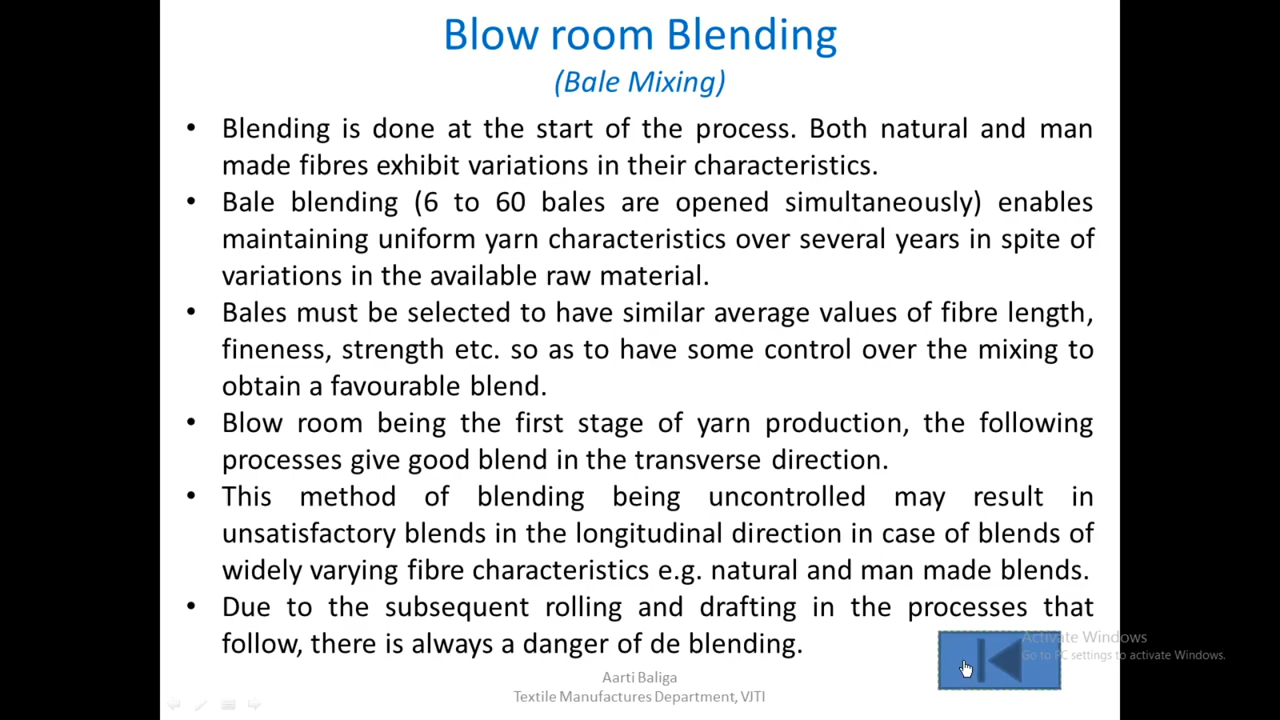 Blow room Blending
(Bale Mixing)
• Blending is done at the start of the process. Both natural and man
made fibres exhibit variations in their characteristics.
• Bale blending (6 to 60 bales are opened simultaneously) enables
maintaining uniform yarn characteristics over several years in spite of
variations in the available raw material.
• Bales must be selected to have similar average values of fibre length,
fineness, strength etc. so as to have some control over the mixing to
obtain a favourable blend.
• Blow room being the first stage of yarn production, the following
processes give good blend in the transverse direction.
• This method of blending being uncontrolled may result in
unsatisfactory blends in the longitudinal direction in case of blends of
widely varying fibre characteristics e.g. natural and man made blends.
• Due to the subsequent rolling and drafting in the processes that
follow, there is always a danger of de blending.
Activate Windows
Go to PC settings to activate Windows.
Aarti Baliga
Textile Manufactures Department, VJTI